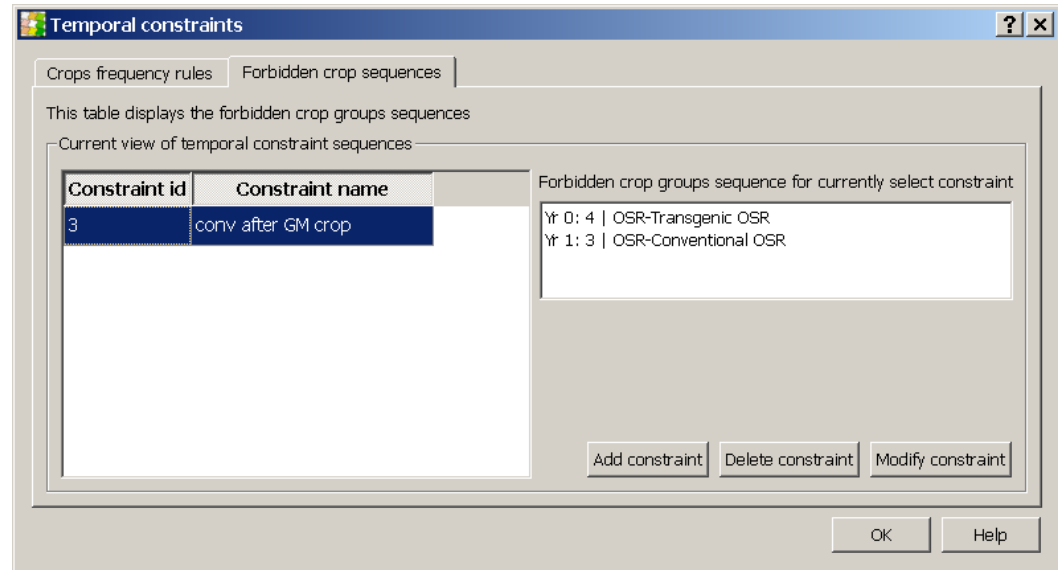 Temporal constraints
Crops frequency rules Forbidden crop sequences
This table displays the forbidden crop groups sequences
Current view of temporal constraint sequences
Constraint id Constraint name
3 conv after GM crop
Forbidden crop groups sequence for currently select constraint
Yr 0: 4 | OSR-Transgenic OSR
Yr 1: 3 | OSR-Conventional OSR
Add constraint Delete constraint Modify constraint
OK Help